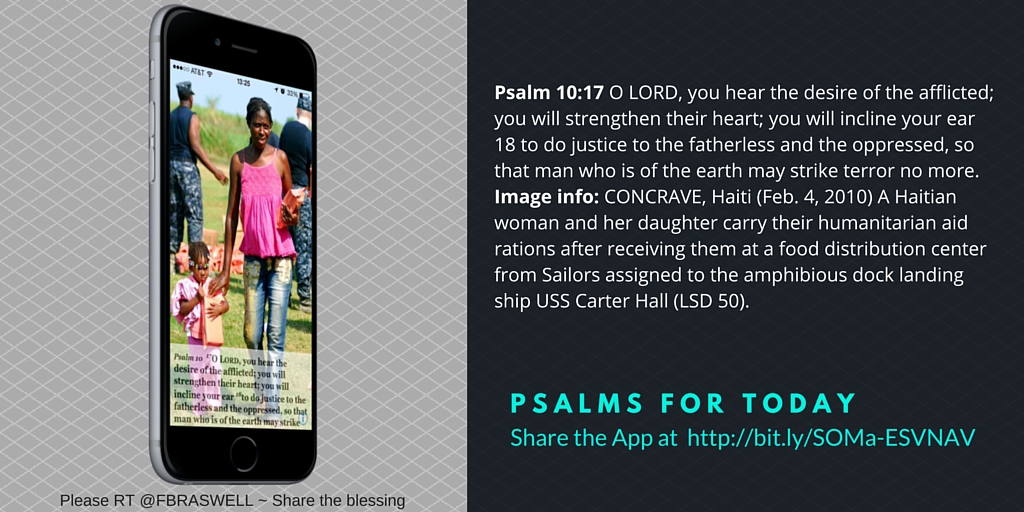 ●●●○○ AT&T
13:25
33%
Psalm 10 17O LORD, you hear the
desire of the afflicted; you will
strengthen their heart; you will
incline your ear 18to do justice to the
fatherless and the oppressed, so that
man who is of the earth may strike
Please RT @FBRASWELL ~ Share the blessing
Psalm 10:17 O LORD, you hear the desire of the afflicted;
you will strengthen their heart; you will incline your ear
18 to do justice to the fatherless and the oppressed, so
that man who is of the earth may strike terror no more.
Image info: CONCRAVE, Haiti (Feb. 4, 2010) A Haitian
woman and her daughter carry their humanitarian aid
rations after receiving them at a food distribution center
from Sailors assigned to the amphibious dock landing
ship USS Carter Hall (LSD 50).
PSALMS FOR TODAY
Share the App at http://bit.ly/SOMa-ESVNAV